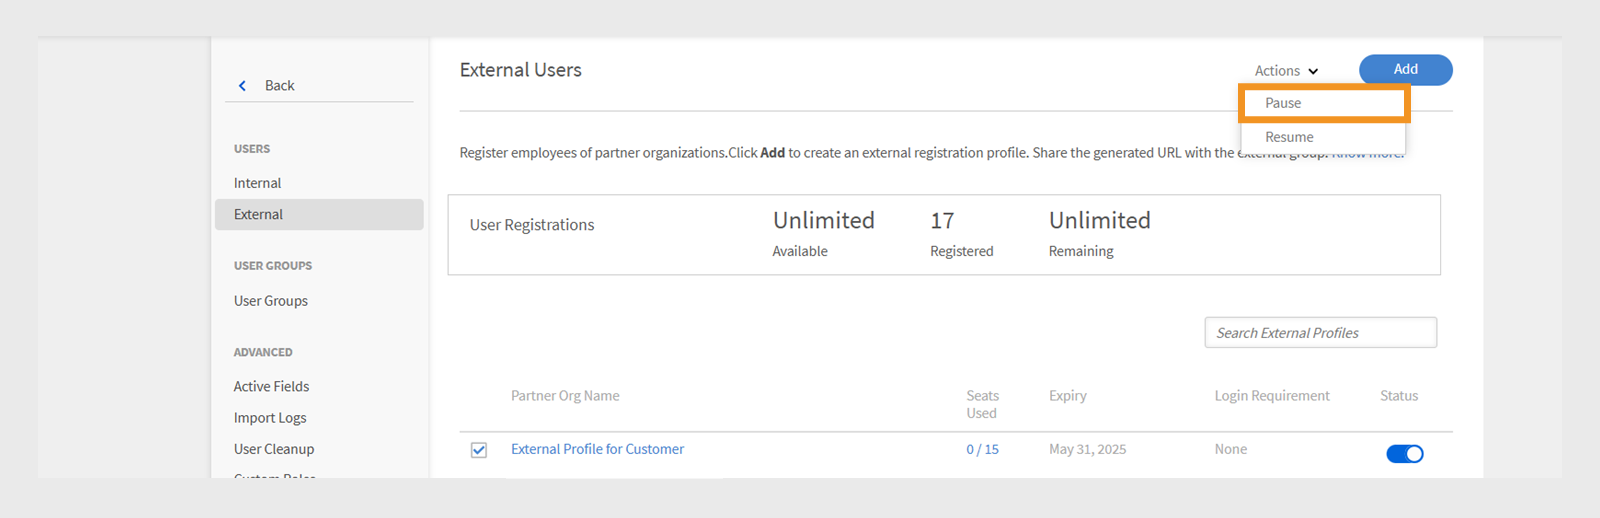 Back
USERS
Internal
External
USER GROUPS
User Groups
ADVANCED
Active Fields
Import Logs
User Cleanup
External Users
Actions
Add
Pause
Resume
Register employees of partner organizations.Click Add to create an external registration profile. Share the generated URL with the external group.
User Registrations
Unlimited
Available
17
Registered
Unlimited
Remaining
Search External Profiles
Partner Org Name
Seats
Used
Expiry
Login Requirement
Status
External Profile for Customer
0 / 15
May 31, 2025
None